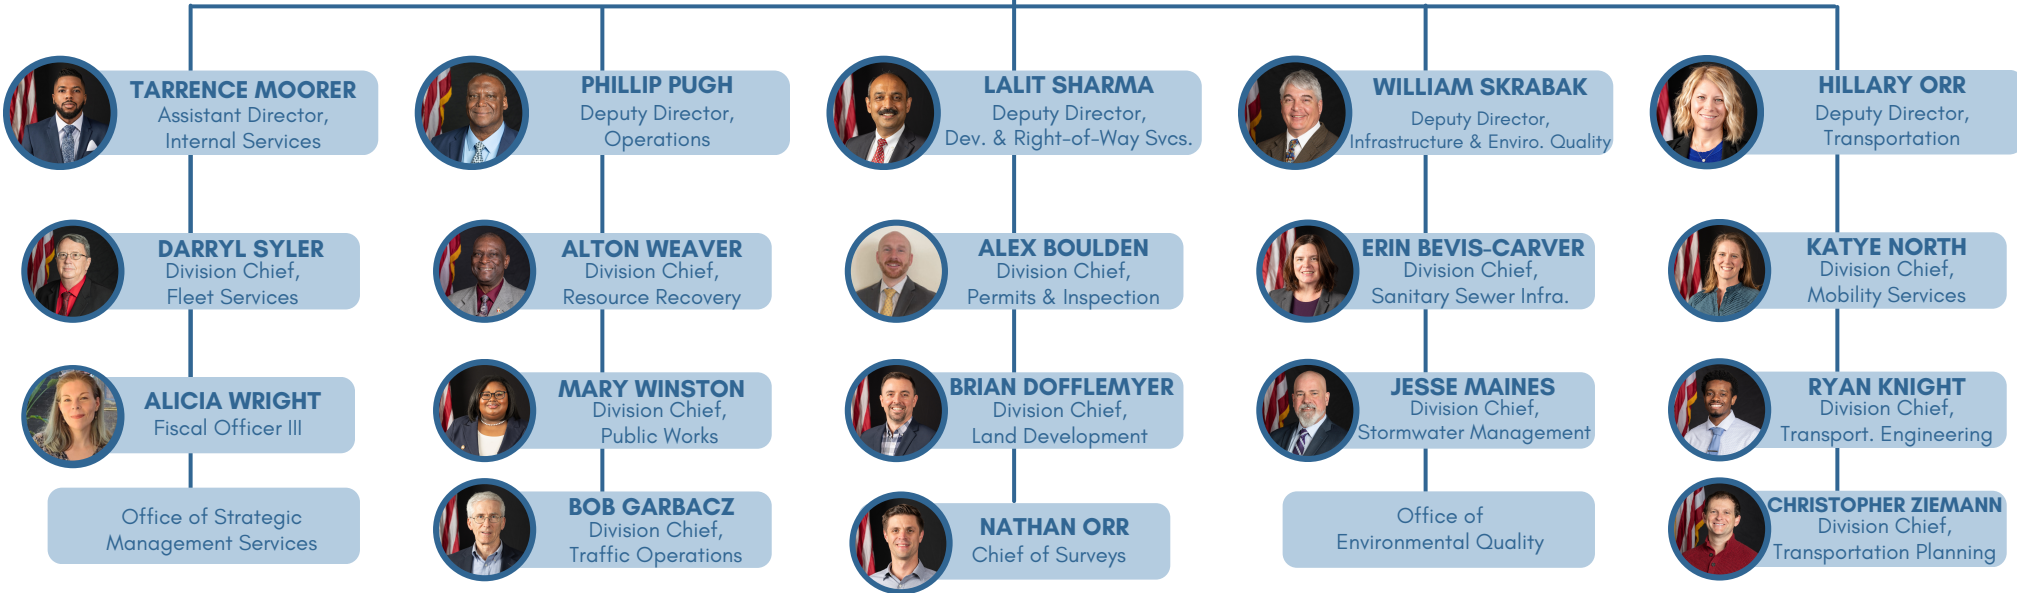 TARRENCE MOORER
Assistant Director,
Internal Services
PHILLIP PUGH
Deputy Director,
Operations
LALIT SHARMA
Deputy Director,
Dev. & Right-of-Way Svcs.
WILLIAM SKRABAK
Deputy Director,
Infrastructure & Enviro. Quality
HILLARY ORR
Deputy Director,
Transportation
DARRYL SYLER
Division Chief,
Fleet Services
ALTON WEAVER
Division Chief,
Resource Recovery
ALEX BOULDEN
Division Chief,
Permits & Inspection
ERIN BEVIS-CARVER
Division Chief,
Sanitary Sewer Infra.
KATYE NORTH
Division Chief,
Mobility Services
ALICIA WRIGHT
Fiscal Officer III
MARY WINSTON
Division Chief,
Public Works
BRIAN DOFFLEMYER
Division Chief,
Land Development
JESSE MAINES
Division Chief,
Stormwater Management
RYAN KNIGHT
Division Chief,
Transport. Engineering
Office of Strategic
Management Services
BOB GARBACZ
Division Chief,
Traffic Operations
NATHAN ORR
Chief of Surveys
Office of
Environmental Quality
CHRISTOPHER ZIEMANN
Division Chief,
Transportation Planning